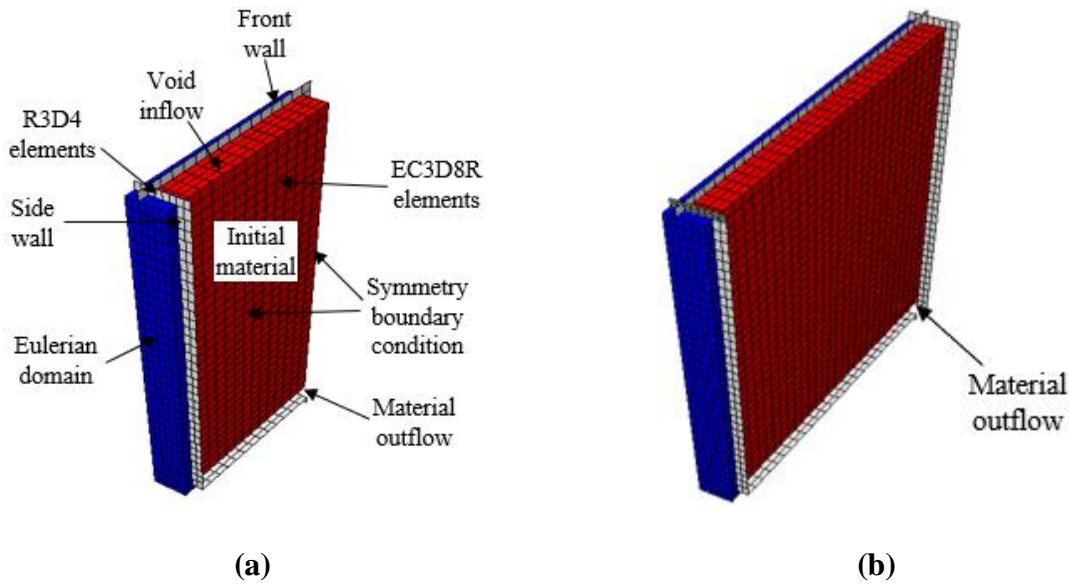 Front
wall
Void
inflow
R3D4
elements
EC3D8R
elements
Side
wall
Initial
material
Symmetry
boundary
condition
Eulerian
domain
Material
outflow
Material
outflow
(a)
(b)